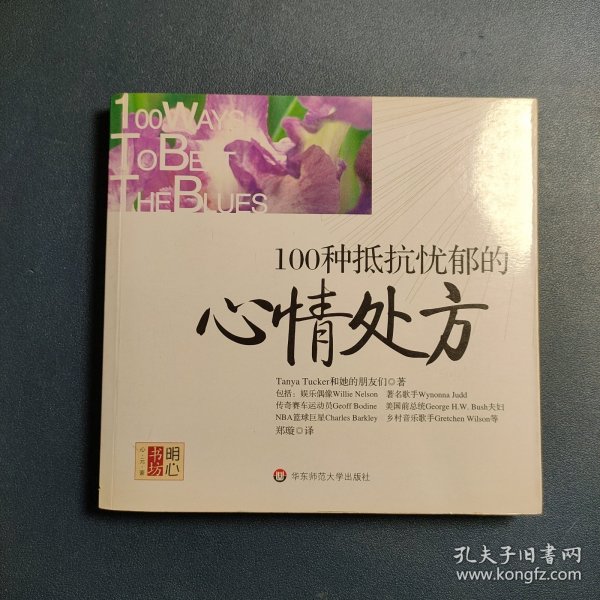 100WAYS
TOBEAT
THEBLUES
100种抵抗忧郁的
心情处方
Tanya Tucker和她的朋友们◎著
包括：娱乐偶像Willie Nelson 著名歌手Wynonna Judd
传奇赛车运动员Geoff Bodine 美国前总统George H.W. Bush夫妇
NBA篮球巨星Charles Barkley 乡村音乐歌手Gretchen Wilson等
郑璇◎译
明心
书坊
华东师范大学出版社
孔夫子旧书网
www.kongfz.com